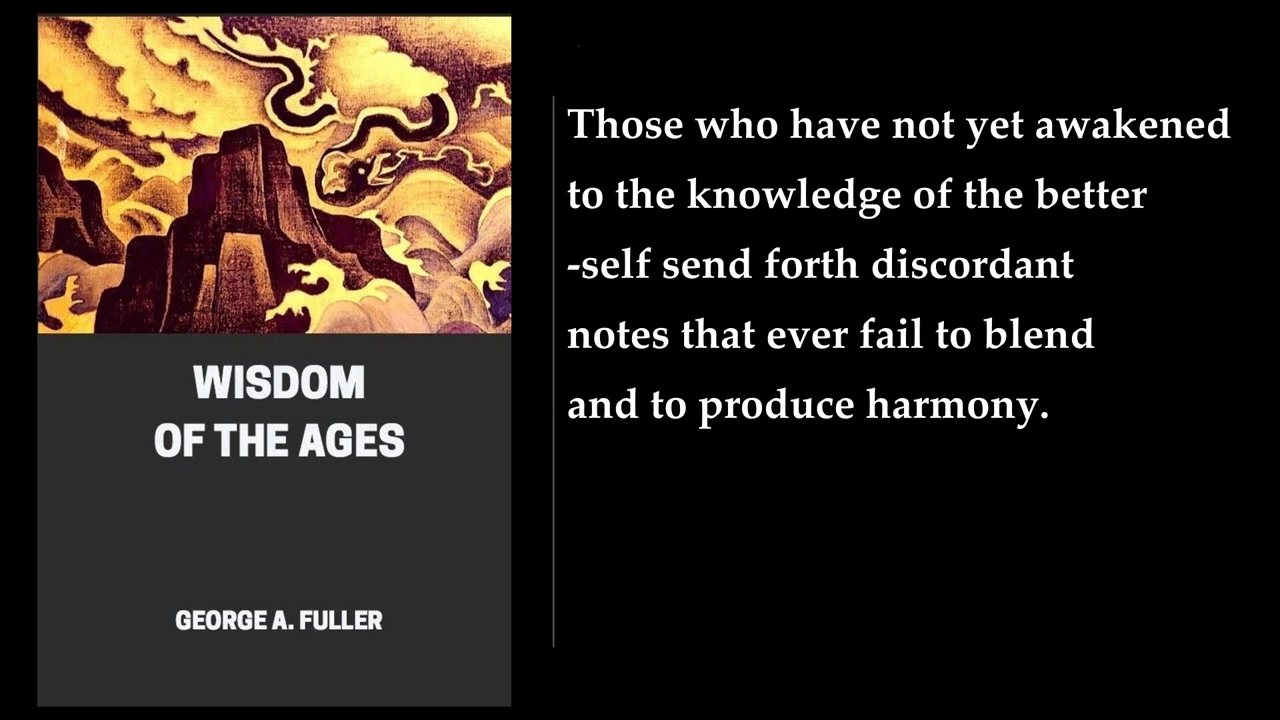 WISDOM
OF THE AGES
GEORGE A. FULLER
Those who have not yet awakened
to the knowledge of the better
-self send forth discordant
notes that ever fail to blend
and to produce harmony.